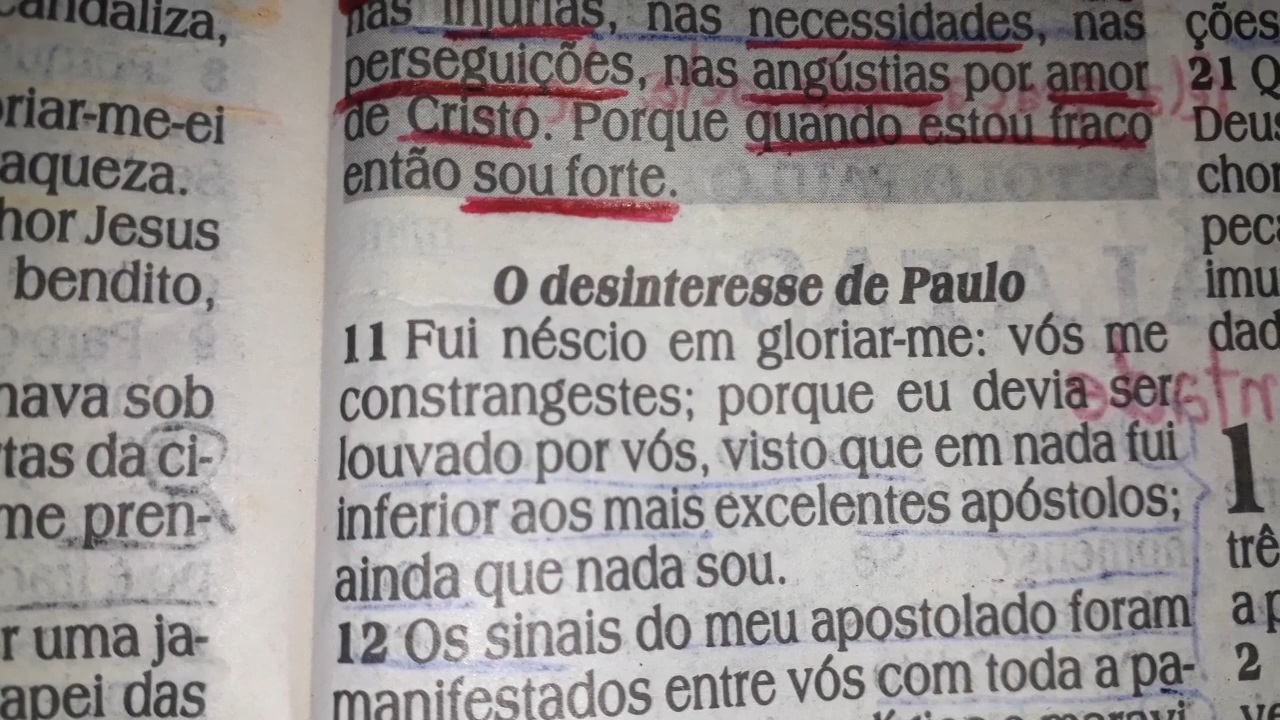 candaliza,
riar-me-ei
aqueza.
hor Jesus
bendito,
nava sob
tas da ci-
me pren-
r uma ja-
apei das
nas injúrias, nas necessidades, nas
perseguições, nas angústias por amor
de Cristo. Porque quando estou fraco
então sou forte.
O desinteresse de Paulo
11 Fui néscio em gloriar-me: vós me
constrangestes; porque eu devia ser
louvado por vós, visto que em nada fui
inferior aos mais excelentes apóstolos;
ainda que nada sou.
12 Os sinais do meu apostolado foram
manifestados entre vós com toda a pa-
ções
21 Q
Deus
chor
peca
imu
dad
1
trê
a p
2